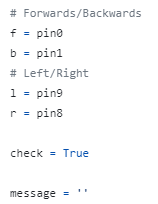 # Forwards/Backwards
f = pin0
b = pin1
# Left/Right
l = pin9
r = pin8
check = True
message = ''